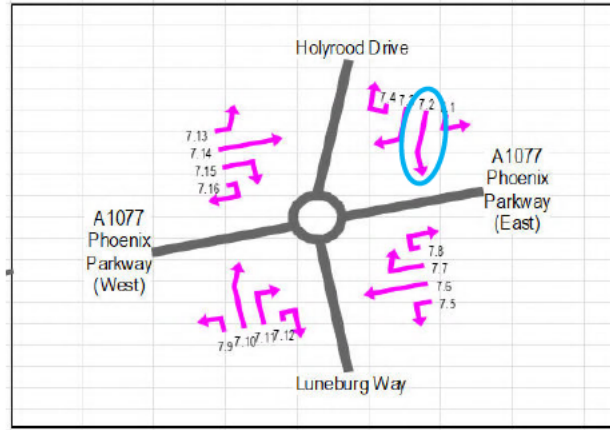 Holyrood Drive
7.4
7.2
7.13
7.14
7.15
7.16
A1077
Phoenix
Parkway
(East)
A1077
Phoenix
Parkway
(West)
7.8
7.7
7.6
7.5
7.9
7.10
7.11
7.12
Luneburg Way